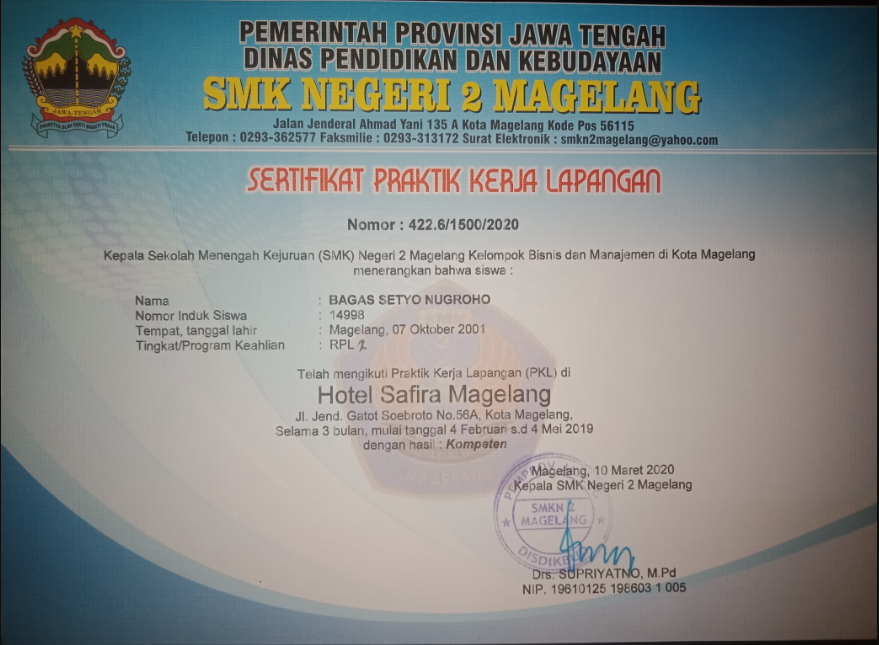 PEMERINTAH PROVINSI JAWA TENGAH
DINAS PENDIDIKAN DAN KEBUDAYAAN
SMK NEGERI 2 MAGELANG
Jalan Jenderal Ahmad Yani 135 A Kota Magelang Kode Pos 56115
Telepon : 0293-362577 Faksmilie : 0293-313172 Surat Elektronik : smkn2magelang@yahoo.com
JAWA-TENGAH
SERTIFIKAT PRAKTIK KERJA LAPANGAN
Nomor : 422.6/1500/2020
Kepala Sekolah Menengah Kejuruan (SMK) Negeri 2 Magelang Kelompok Bisnis dan Manajemen di Kota Magelang
menerangkan bahwa siswa :
Nama : BAGAS SETYO NUGROHO
Nomor Induk Siswa : 14998
Tempat, tanggal lahir : Magelang, 07 Oktober 2001
Tingkat/Program Keahlian : RPL 2
Telah mengikuti Praktik Kerja Lapangan (PKL) di
Hotel Safira Magelang
Jl. Jend. Gatot Soebroto No.56A, Kota Magelang,
Selama 3 bulan, mulai tanggal 4 Februari s.d 4 Mei 2019
dengan hasil : Kompeten
Magelang, 10 Maret 2020
Kepala SMK Negeri 2 Magelang
SMKN 2
MAGELANG
Drs. SUPRIYATNO, M.Pd
NIP. 19610125 198603 1 005